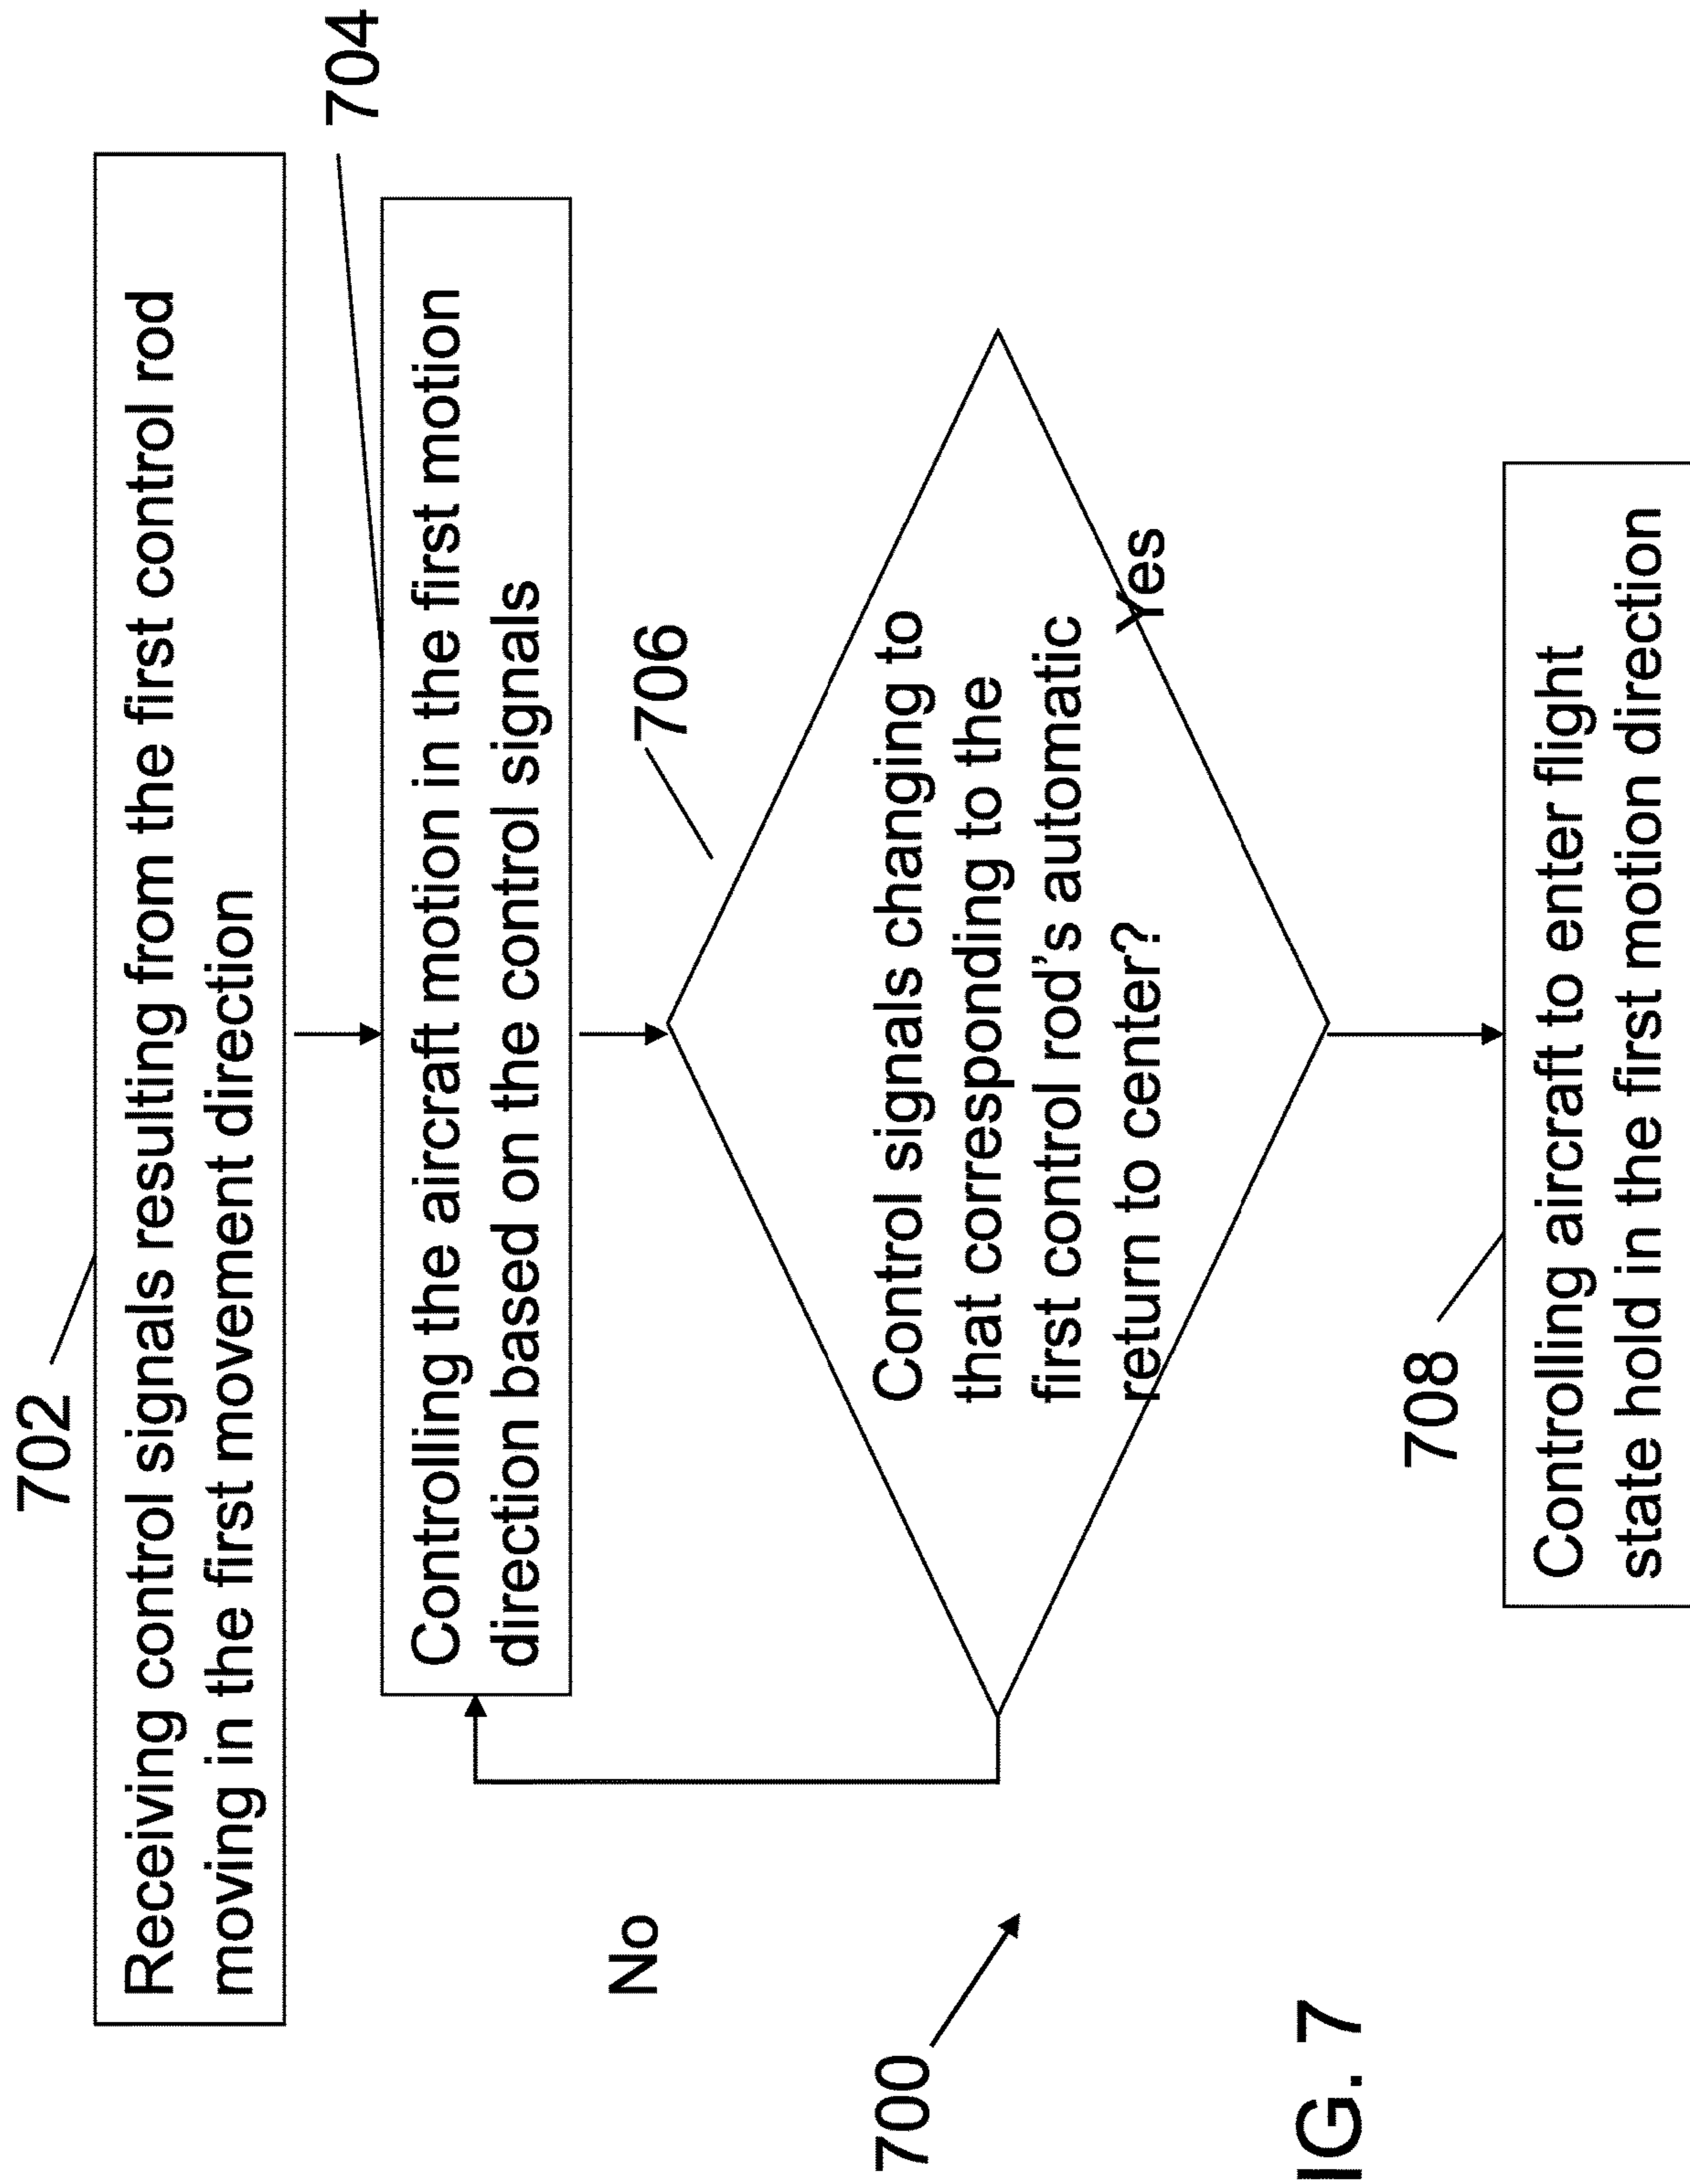 702
Receiving control signals resulting from the first control rod
moving in the first movement direction
704
Controlling the aircraft motion in the first motion
direction based on the control signals
No
706
Control signals changing to
that corresponding to the
first control rod's automatic
return to center?
Yes
700
708
Controlling aircraft to enter flight
state hold in the first motion direction
IG. 7